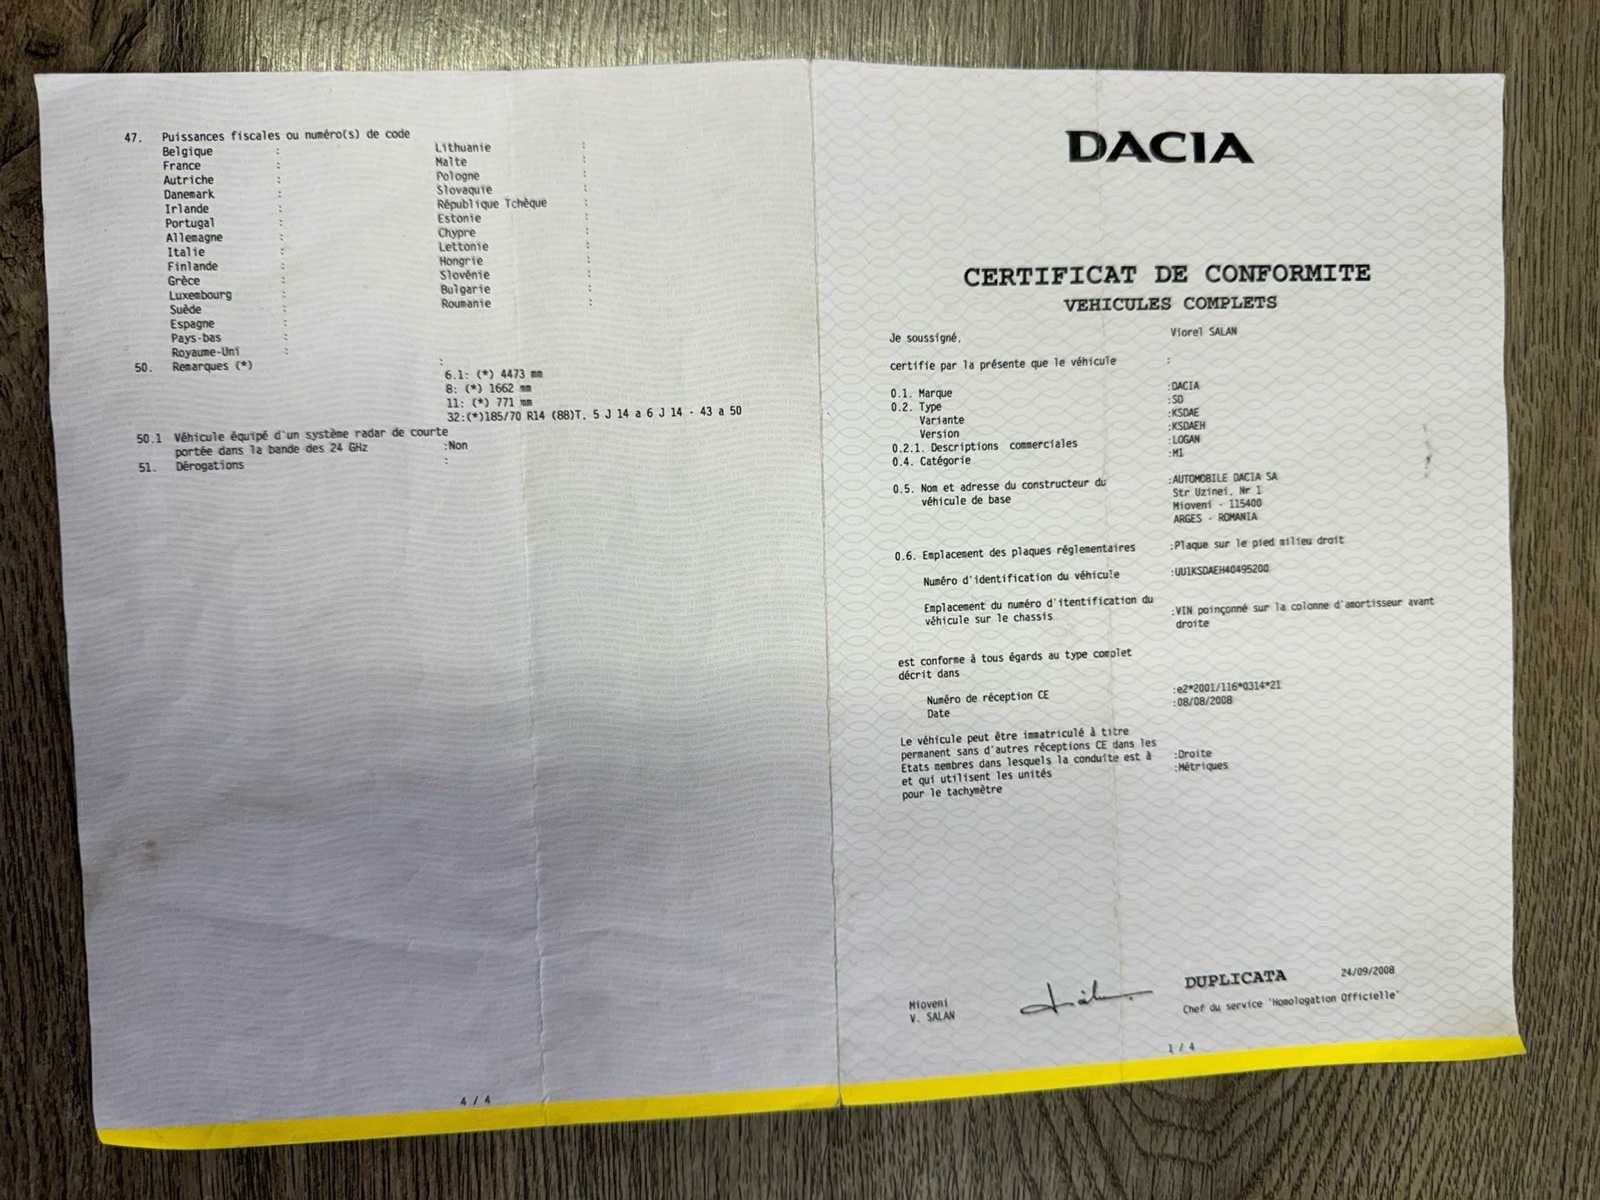 47. Puissances fiscales ou numéro(s) de code
Belgique :
France :
Autriche :
Danemark :
Irlande :
Portugal :
Allemagne :
Italie :
Finlande :
Grèce :
Luxembourg :
Suède :
Espagne :
Pays-bas :
Royaume-Uni :
Lithuanie :
Malte :
Pologne :
Slovaquie :
République Tchèque :
Estonie :
Chypre :
Lettonie :
Hongrie :
Slovénie :
Bulgarie :
Roumanie :
50. Remarques (*) :
6.1: (*) 4473 mm
8: (*) 1662 mm
11: (*) 771 mm
32:(*)185/70 R14 (88)T, 5 J 14 a 6 J 14 - 43 a 50
50.1 Véhicule équipé d'un système radar de courte
portée dans la bande des 24 GHz :Non
51. Dérogations :
4 / 4
DACIA
CERTIFICAT DE CONFORMITE
VEHICULES COMPLETS
Je soussigné, Viorel SALAN
certifie par la présente que le véhicule :
0.1. Marque :DACIA
0.2. Type :SD
Variante :KSDAE
Version :KSDAEH
0.2.1. Descriptions commerciales :LOGAN
0.4. Catégorie :M1
0.5. Nom et adresse du constructeur du :AUTOMOBILE DACIA SA
véhicule de base Str Uzinei, Nr 1
Mioveni - 115400
ARGES - ROMANIA
0.6. Emplacement des plaques réglementaires :Plaque sur le pied milieu droit
Numéro d'identification du véhicule :UU1KSDAEH40495200
Emplacement du numéro d'itentification du :VIN poinçonné sur la colonne d'amortisseur avant
véhicule sur le chassis droite
est conforme à tous égards au type complet
décrit dans
Numéro de réception CE :e2*2001/116*0314*21
Date :08/08/2008
Le véhicule peut être immatriculé à titre
permanent sans d'autres réceptions CE dans les
Etats membres dans lesquels la conduite est à :Droite
et qui utilisent les unités :Métriques
pour le tachymètre
DUPLICATA 24/09/2008
Mioveni
V. SALAN
Chef du service 'Homologation Officielle'
1 / 4